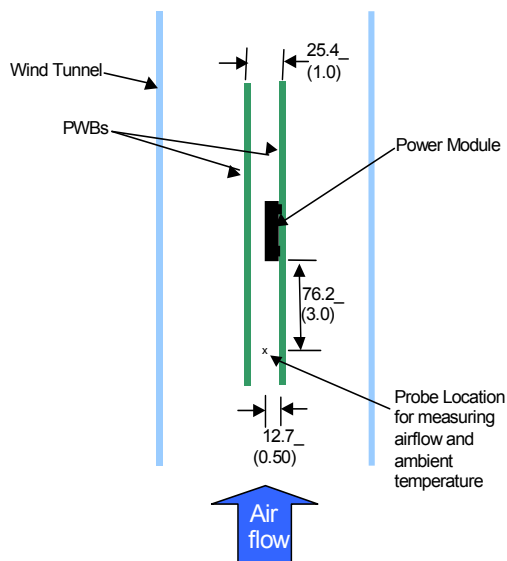 25.4_
(1.0)
Wind Tunnel
PWBs
Power Module
76.2_
(3.0)
x
Probe Location
for measuring
airflow and
ambient
temperature
12.7_
(0.50)
Air
flow